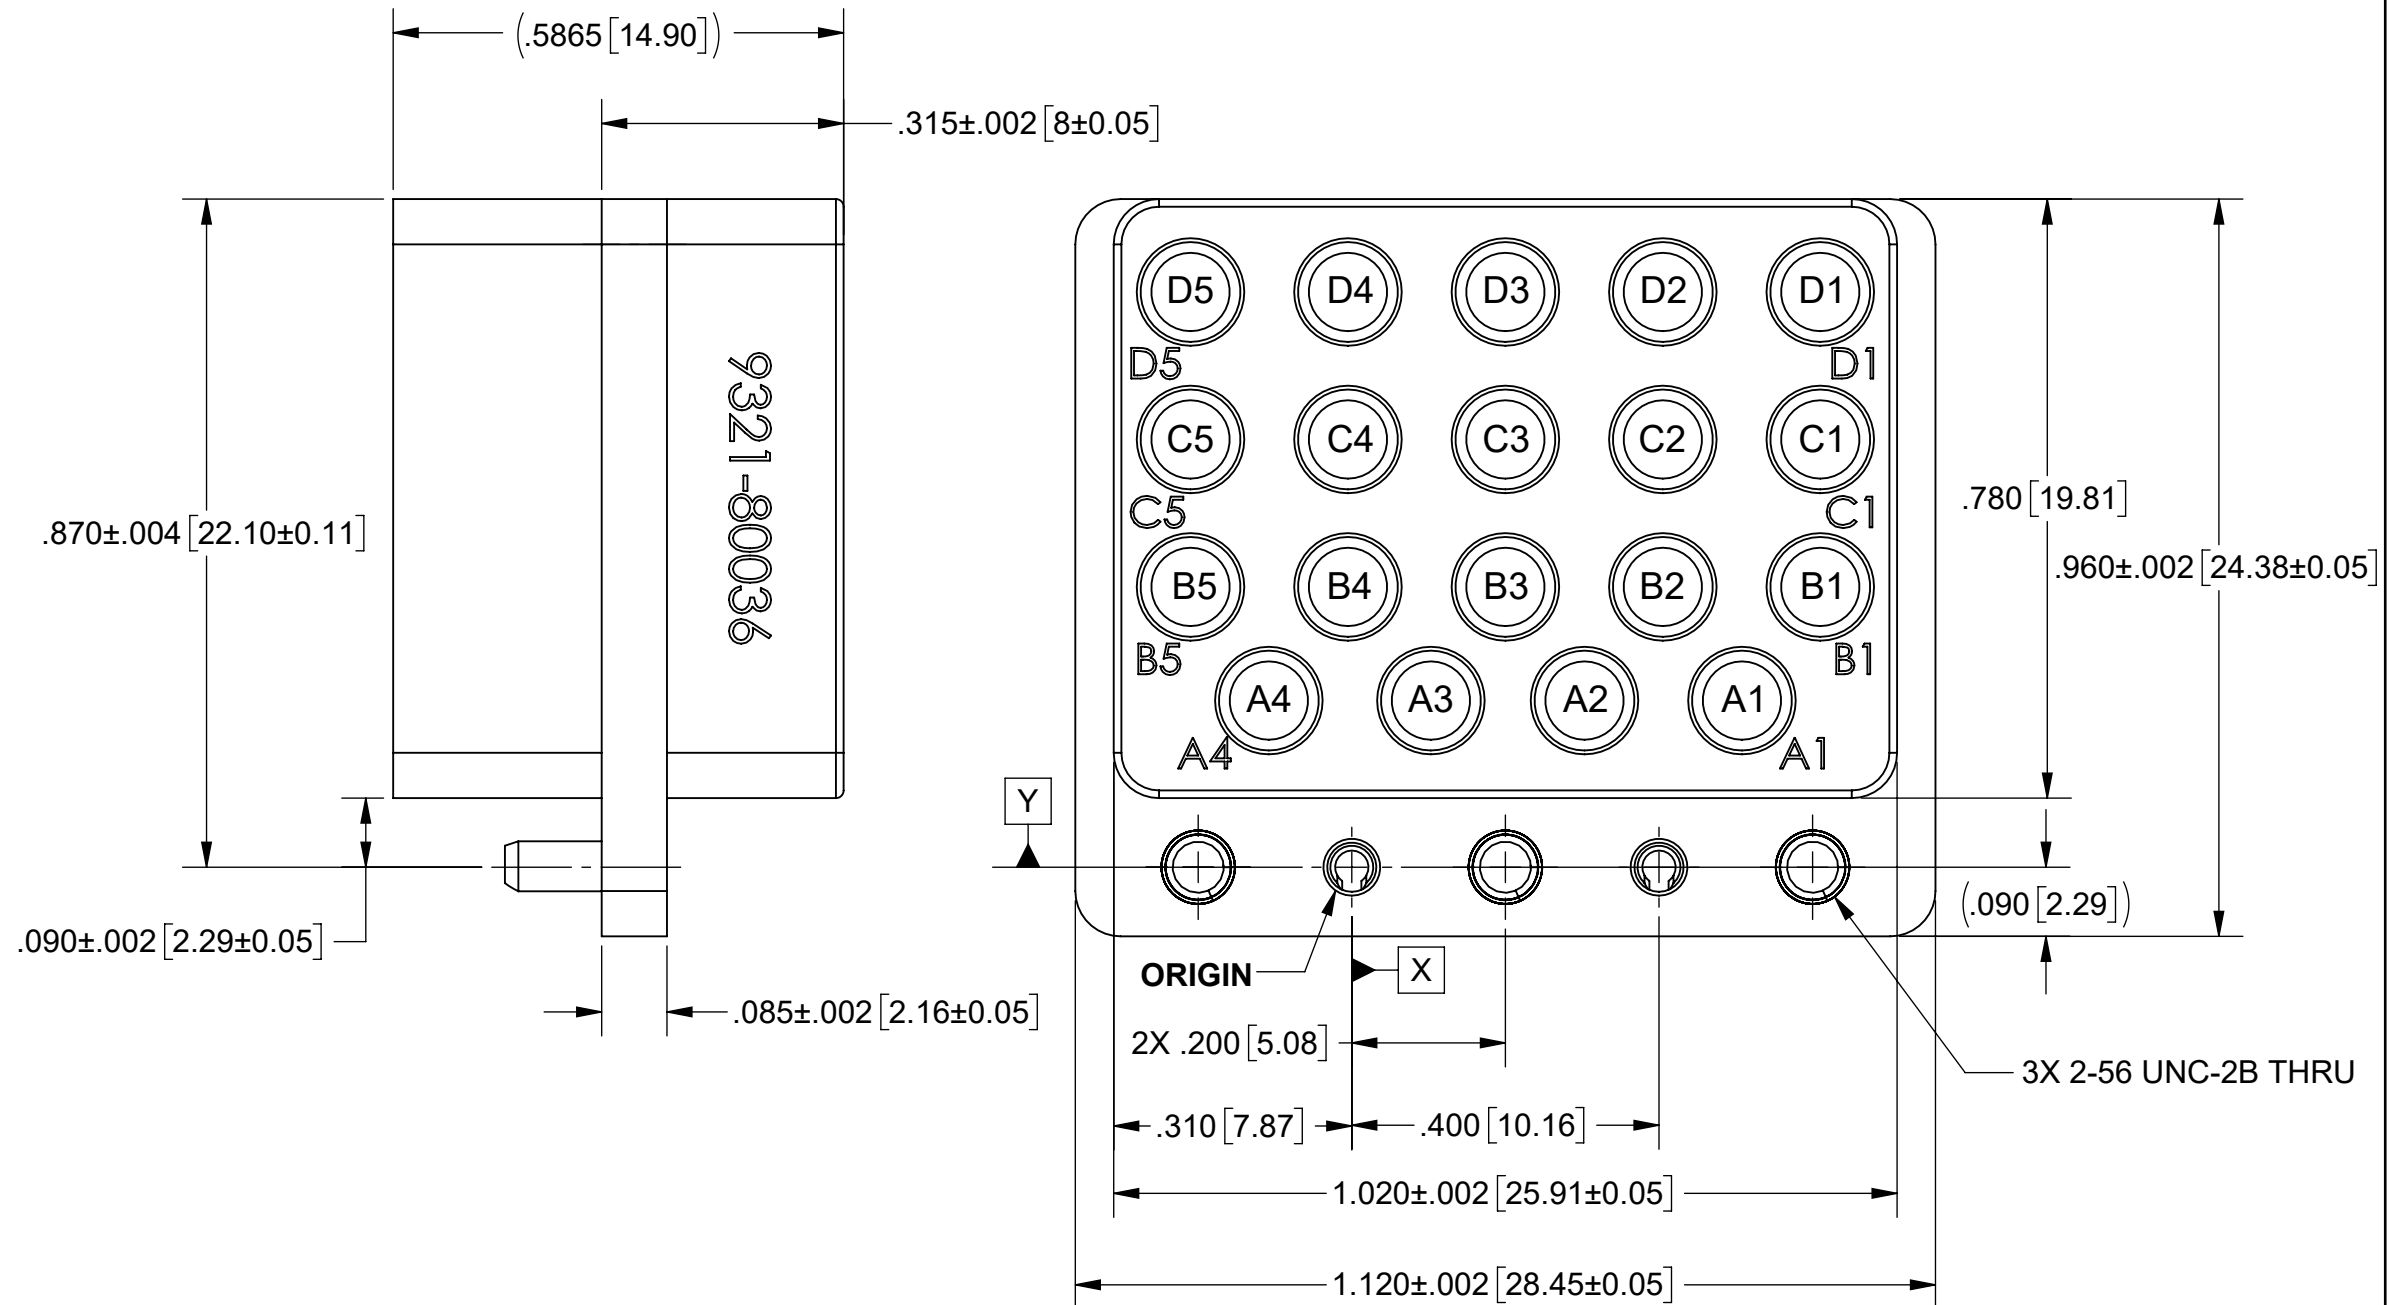 (.5865[14.90])
.315±.002[8±0.05]
D5 D4 D3 D2 D1
D5 D1
9321-80036
C5 C4 C3 C2 C1
.780[19.81]
C5 C1
.870±.004[22.10±0.11]
.960±.002[24.38±0.05]
B5 B4 B3 B2 B1
B5 B1
A4 A3 A2 A1
A4 A1
Y
(.090[2.29])
.090±.002[2.29±0.05]
ORIGIN
X
.085±.002[2.16±0.05]
2X .200[5.08]
3X 2-56 UNC-2B THRU
.310[7.87]
.400[10.16]
1.020±.002[25.91±0.05]
1.120±.002[28.45±0.05]